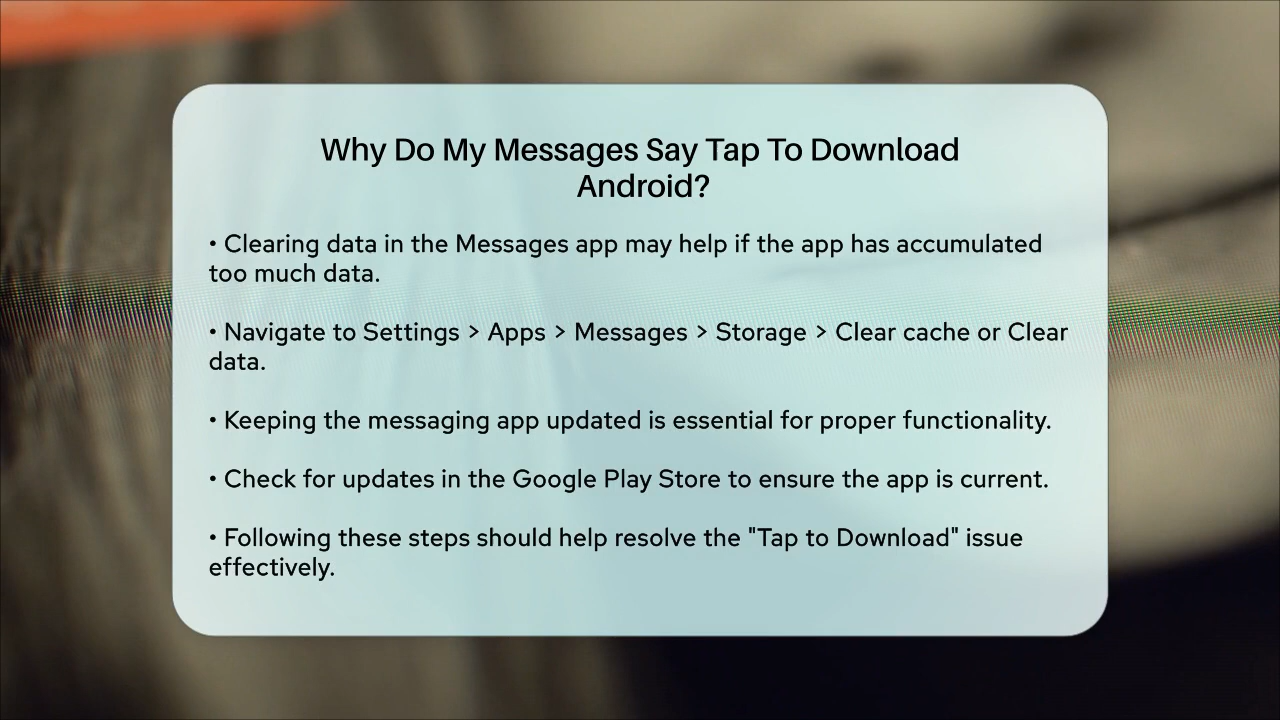 Why Do My Messages Say Tap To Download
Android?
• Clearing data in the Messages app may help if the app has accumulated
too much data.
• Navigate to Settings > Apps > Messages > Storage > Clear cache or Clear
data.
• Keeping the messaging app updated is essential for proper functionality.
• Check for updates in the Google Play Store to ensure the app is current.
• Following these steps should help resolve the "Tap to Download" issue
effectively.